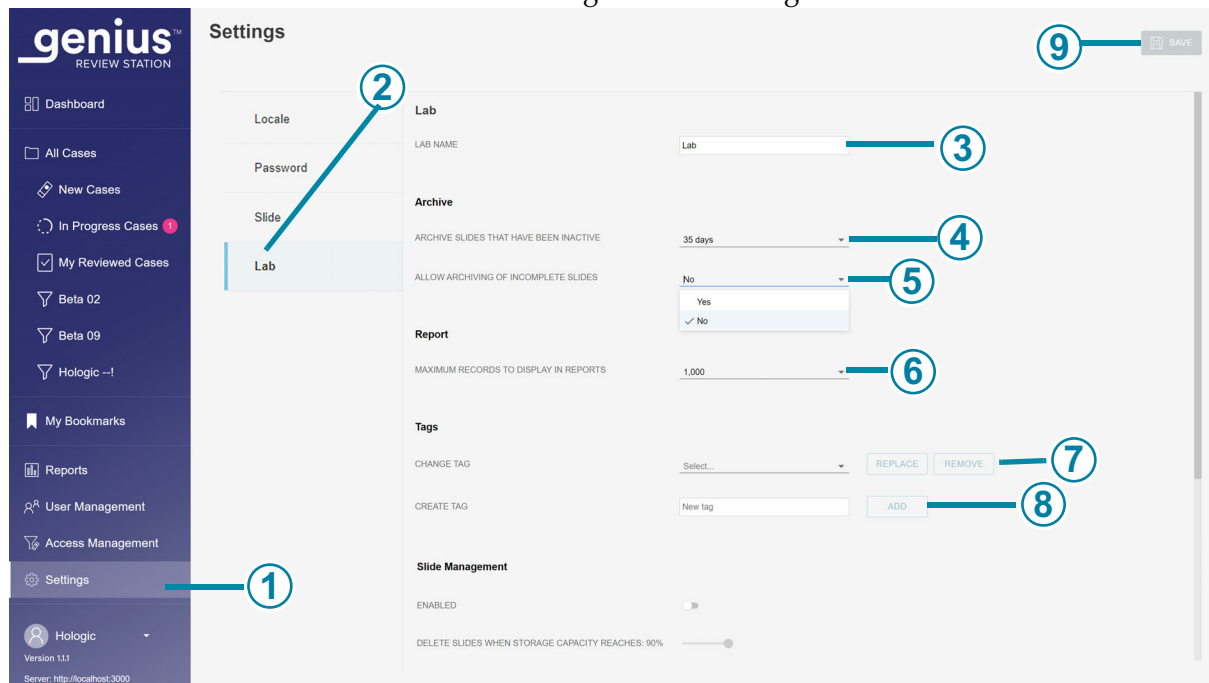 genius™
REVIEW STATION
Dashboard
All Cases
New Cases
In Progress Cases 1
My Reviewed Cases
Beta 02
Beta 09
Hologic --!
My Bookmarks
Reports
User Management
Access Management
Settings
Hologic
Version 1.1.1
Server: http://localhost:3000
Settings
SAVE
9
2
Locale
Password
Slide
Lab
1
Lab
LAB NAME
Lab
3
Archive
ARCHIVE SLIDES THAT HAVE BEEN INACTIVE
35 days
4
ALLOW ARCHIVING OF INCOMPLETE SLIDES
No
5
Yes
No
Report
MAXIMUM RECORDS TO DISPLAY IN REPORTS
1,000
6
Tags
CHANGE TAG
Select...
REPLACE
REMOVE
7
CREATE TAG
New tag
ADD
8
Slide Management
ENABLED
DELETE SLIDES WHEN STORAGE CAPACITY REACHES: 90%